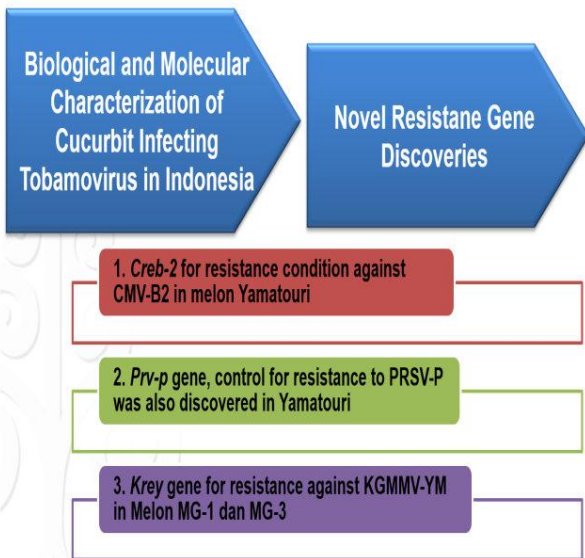 Biological and Molecular
Characterization of
Cucurbit Infecting
Tobamovirus in Indonesia
Novel Resistane Gene
Discoveries
1. Creb-2 for resistance condition against
CMV-B2 in melon Yamatouri
2. Prv-p gene, control for resistance to PRSV-P
was also discovered in Yamatouri
3. Krey gene for resistance against KGMMV-YM
in Melon MG-1 dan MG-3